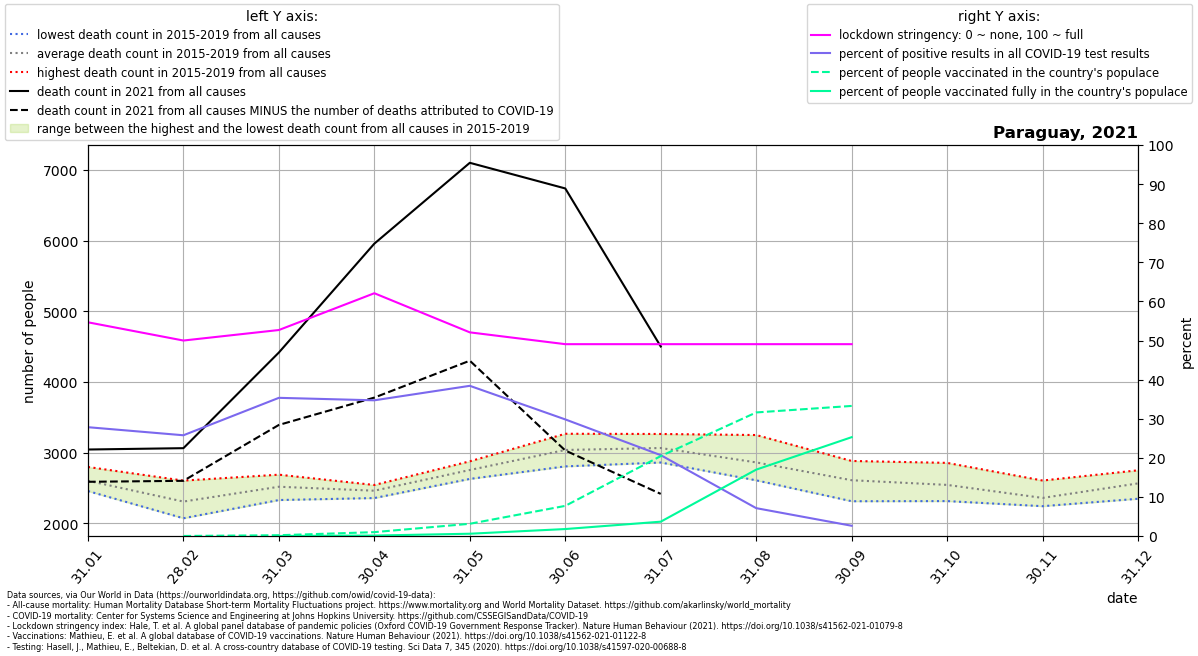 left Y axis:
lowest death count in 2015-2019 from all causes
average death count in 2015-2019 from all causes
highest death count in 2015-2019 from all causes
death count in 2021 from all causes
death count in 2021 from all causes MINUS the number of deaths attributed to COVID-19
range between the highest and the lowest death count from all causes in 2015-2019
right Y axis:
lockdown stringency: 0 ~ none, 100 ~ full
percent of positive results in all COVID-19 test results
percent of people vaccinated in the country's populace
percent of people vaccinated fully in the country's populace
Paraguay, 2021
number of people
7000
6000
5000
4000
3000
2000
100
90
80
70
60
50
40
30
20
10
0
percent
31.01
28.02
31.03
30.04
31.05
30.06
31.07
31.08
30.09
31.10
30.11
31.12
date
Data sources, via Our World in Data (https://ourworldindata.org, https://github.com/owid/covid-19-data):
- All-cause mortality: Human Mortality Database Short-term Mortality Fluctuations project. https://www.mortality.org and World Mortality Dataset. https://github.com/akarlinsky/world_mortality
- COVID-19 mortality: Center for Systems Science and Engineering at Johns Hopkins University. https://github.com/CSSEGISandData/COVID-19
- Lockdown stringency index: Hale, T. et al. A global panel database of pandemic policies (Oxford COVID-19 Government Response Tracker). Nature Human Behaviour (2021). https://doi.org/10.1038/s41562-021-01079-8
- Vaccinations: Mathieu, E. et al. A global database of COVID-19 vaccinations. Nature Human Behaviour (2021). https://doi.org/10.1038/s41562-021-01122-8
- Testing: Hasell, J., Mathieu, E., Beltekian, D. et al. A cross-country database of COVID-19 testing. Sci Data 7, 345 (2020). https://doi.org/10.1038/s41597-020-00688-8